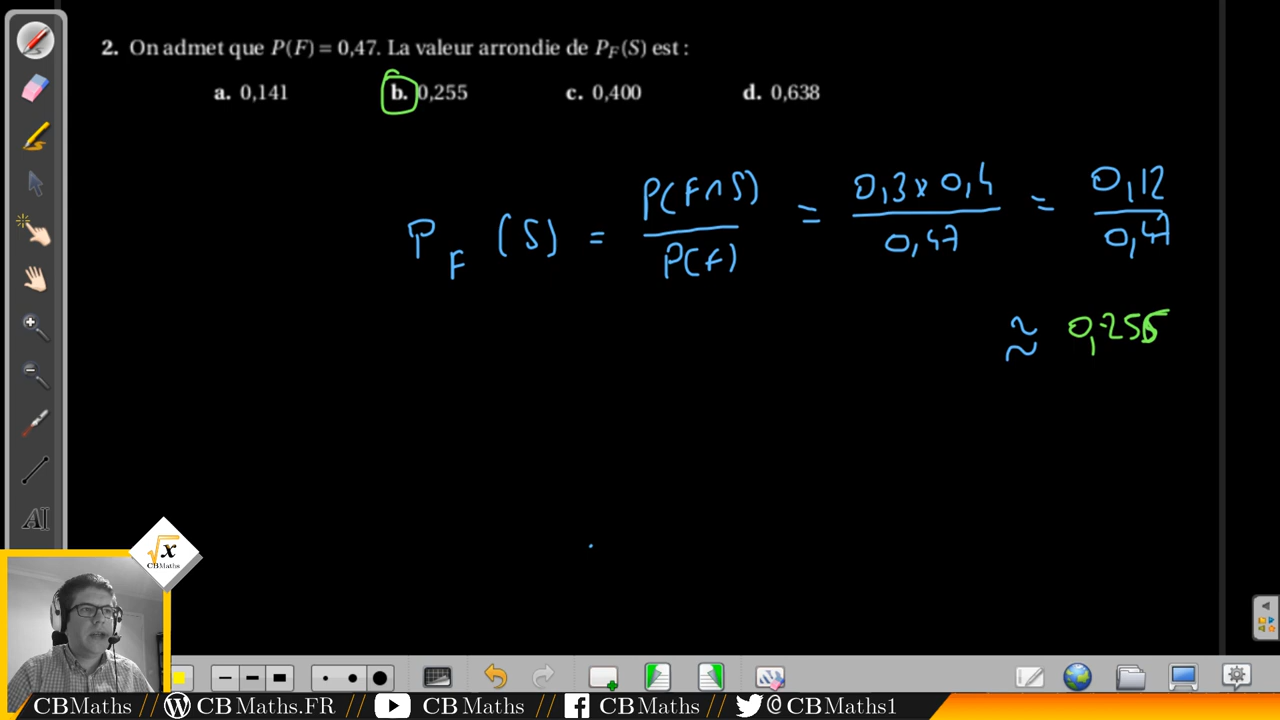 2. On admet que P(F) = 0,47. La valeur arrondie de P_F(S) est :
a. 0,141 b. 0,255 c. 0,400 d. 0,638
P_F (S) = P(F∩S) / P(F) = 0,3 x 0,4 / 0,47 = 0,12 / 0,47
≈ 0,255
AI
√x
CBMaths
CBMaths // CBMaths.FR // CBMaths // CBMaths // @CBMaths1